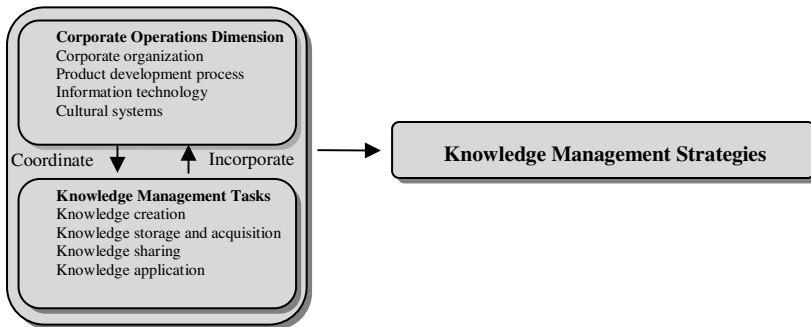 Corporate Operations Dimension
Corporate organization
Product development process
Information technology
Cultural systems
Coordinate
Incorporate
Knowledge Management Tasks
Knowledge creation
Knowledge storage and acquisition
Knowledge sharing
Knowledge application
Knowledge Management Strategies